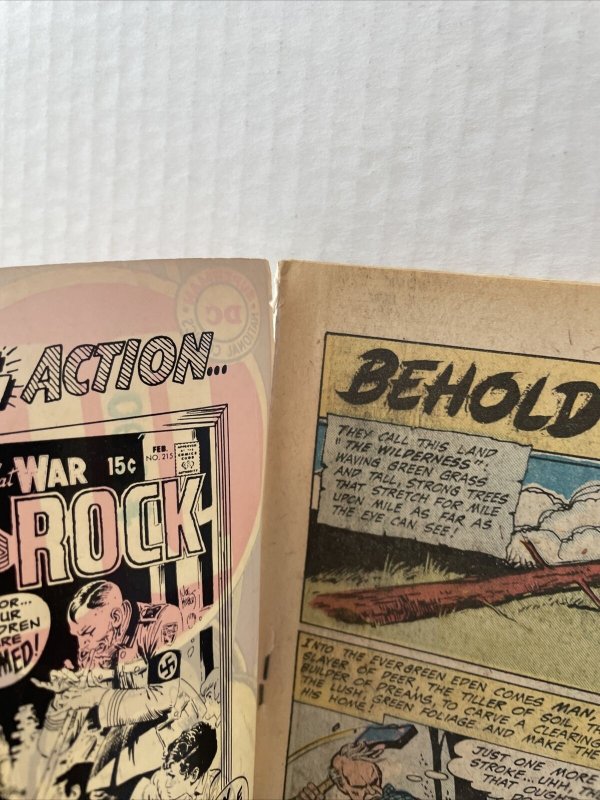 ACTION...
WAR 15¢
FEB.
NO. 215
ROCK
DC
NATIONAL
BEHOLD
THEY CALL THIS LAND
"THE WILDERNESS":
WAVING GREEN GRASS
AND TALL STRONG TREES
THAT STRETCH FOR MILE
UPON MILE AS FAR AS
THE EYE CAN SEE!
INTO THE EVERGREEN EDEN COMES MAN,
SLAYER OF DEER, THE TILLER OF SOIL, TH
BUILDER OF DREAMS, TO CARVE A CLEARING
THE LUSH, GREEN FOLIAGE AND MAKE THE
HIS HOME!
JUST ONE MORE
STROKE...UNH, TH
THAT OUGHT